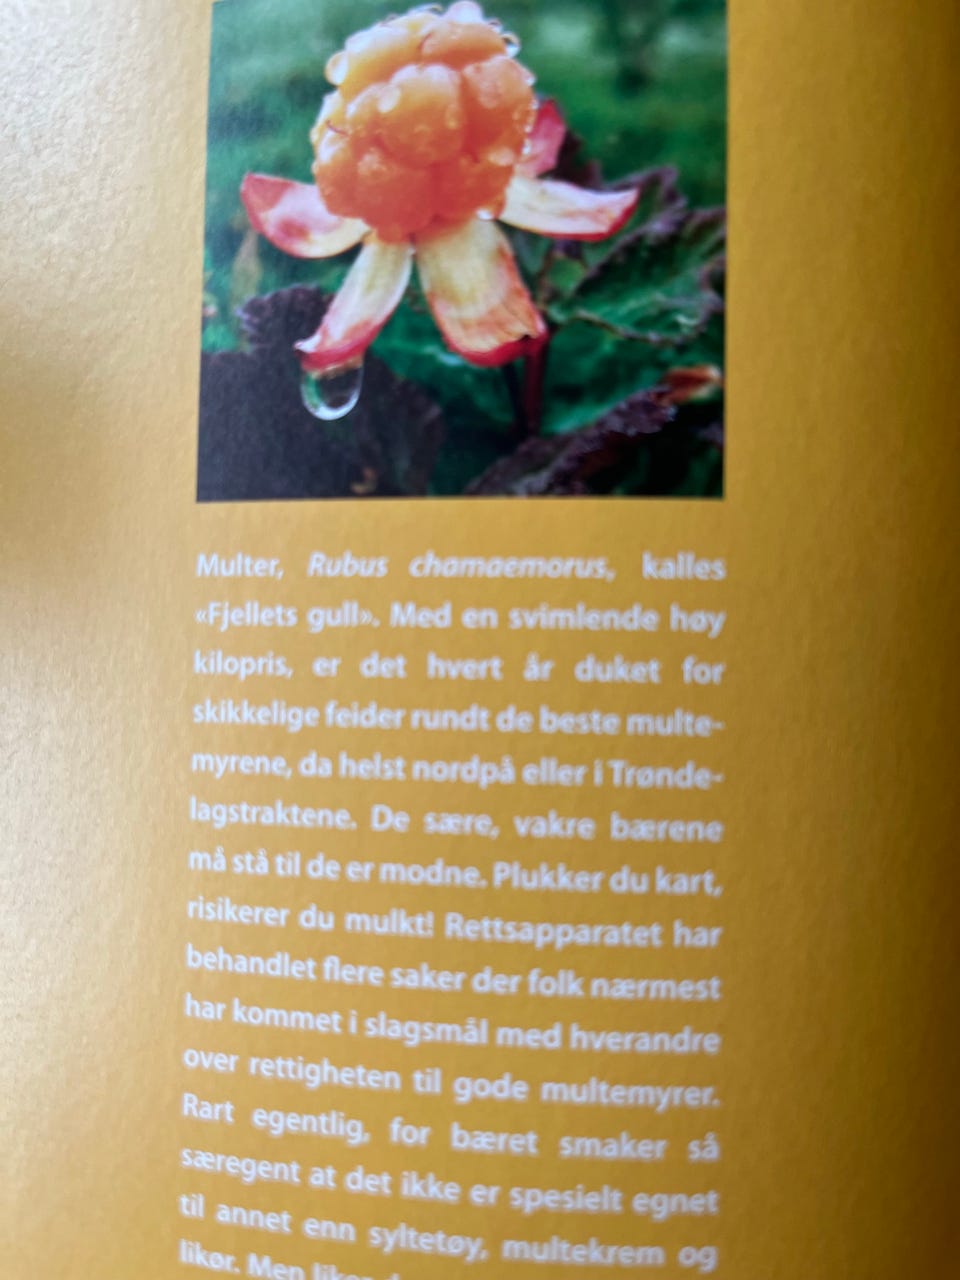 Multer, Rubus chamaemorus, kalles
«Fjellets gull». Med en svimlende høy
kilopris, er det hvert år duket for
skikkelige feider rundt de beste multe-
myrene, da helst nordpå eller i Trønde-
lagstraktene. De sære, vakre bærene
må stå til de er modne. Plukker du kart,
risikerer du mulkt! Rettsapparatet har
behandlet flere saker der folk nærmest
har kommet i slagsmål med hverandre
over rettigheten til gode multemyrer.
Rart egentlig, for bæret smaker så
særegent at det ikke er spesielt egnet
til annet enn syltetøy, multekrem og
likør. Men liker